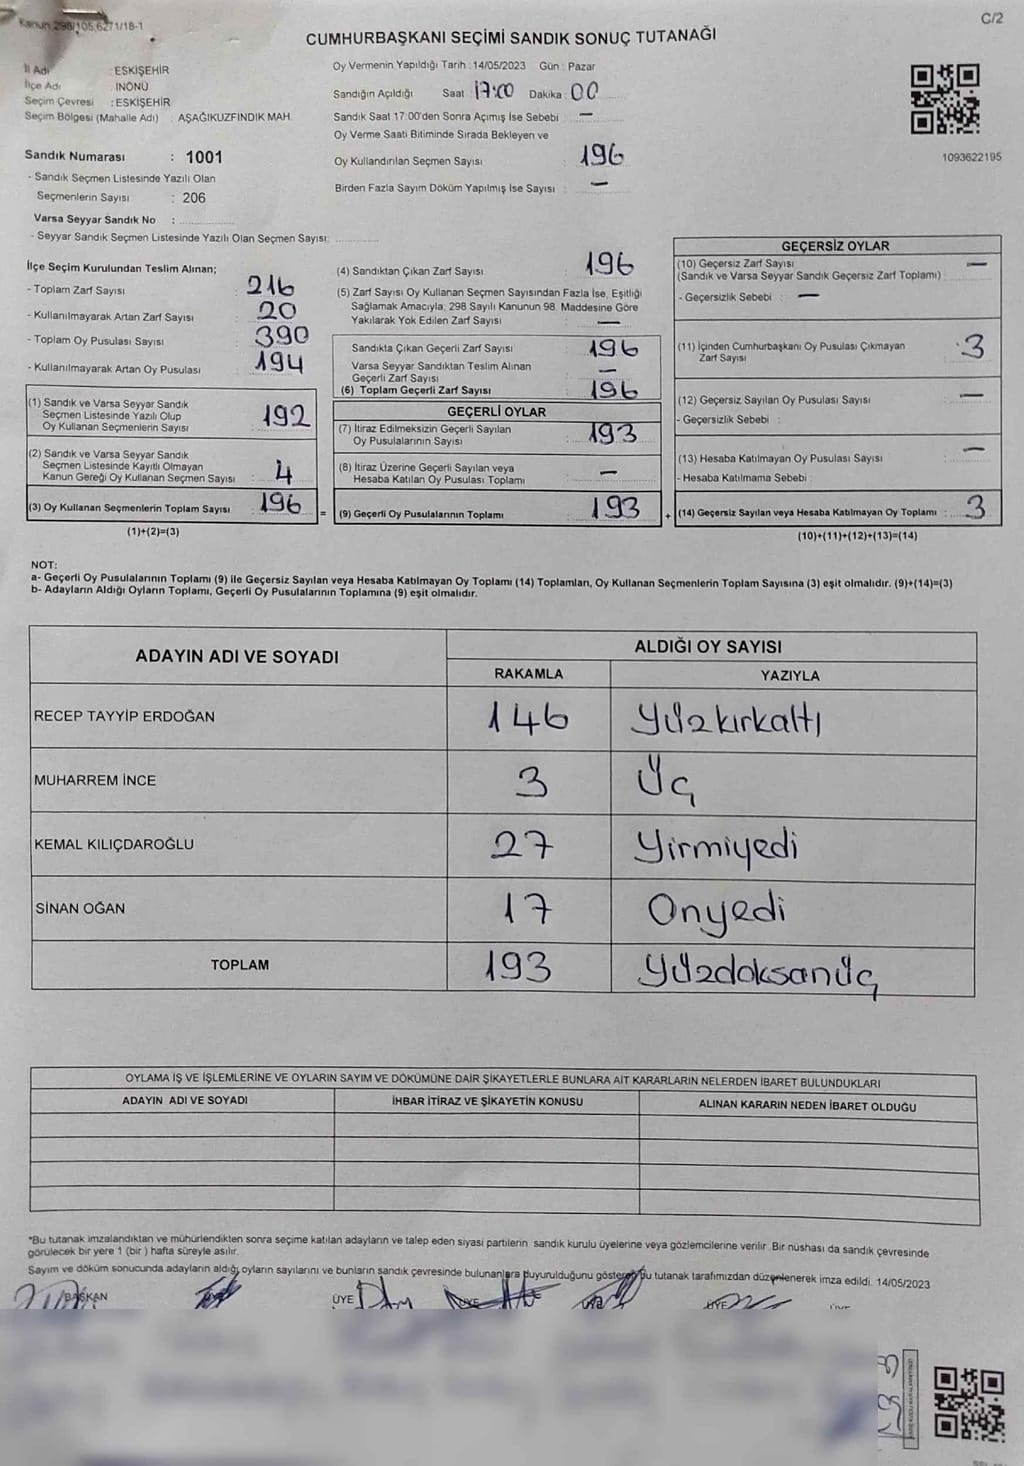 Kanun 298/105,6271/18-1
C/2
CUMHURBAŞKANI SEÇİMİ SANDIK SONUÇ TUTANAĞI
İl Adı : ESKİŞEHİR
İlçe Adı : İNÖNÜ
Seçim Çevresi : ESKİŞEHİR
Seçim Bölgesi (Mahalle Adı) : AŞAĞIKUZFINDIK MAH.
Sandık Numarası : 1001
- Sandık Seçmen Listesinde Yazılı Olan
Seçmenlerin Sayısı : 206
Varsa Seyyar Sandık No :
- Seyyar Sandık Seçmen Listesinde Yazılı Olan Seçmen Sayısı:
Oy Vermenin Yapıldığı Tarih :14/05/2023 Gün : Pazar
Sandığın Açıldığı Saat 17:00 Dakika : 00
Sandık Saat 17:00'den Sonra Açımış İse Sebebi : —
Oy Verme Saati Bitiminde Sırada Bekleyen ve
Oy Kullandırılan Seçmen Sayısı : 196
Birden Fazla Sayım Döküm Yapılmış İse Sayısı : —
1093622195
İlçe Seçim Kurulundan Teslim Alınan;
- Toplam Zarf Sayısı : 216
- Kullanılmayarak Artan Zarf Sayısı : 20
- Toplam Oy Pusulası Sayısı : 390
- Kullanılmayarak Artan Oy Pusulası : 194
(1) Sandık ve Varsa Seyyar Sandık
Seçmen Listesinde Yazılı Olup
Oy Kullanan Seçmenlerin Sayısı : 192
(2) Sandık ve Varsa Seyyar Sandık
Seçmen Listesinde Kayıtlı Olmayan
Kanun Gereği Oy Kullanan Seçmen Sayısı : 4
(3) Oy Kullanan Seçmenlerin Toplam Sayısı : 196 =
(1)+(2)=(3)
(4) Sandıktan Çıkan Zarf Sayısı : 196
(5) Zarf Sayısı Oy Kullanan Seçmen Sayısından Fazla İse, Eşitliği
Sağlamak Amacıyla; 298 Sayılı Kanunun 98. Maddesine Göre
Yakılarak Yok Edilen Zarf Sayısı : —
Sandıkta Çıkan Geçerli Zarf Sayısı : 196
Varsa Seyyar Sandıktan Teslim Alınan
Geçerli Zarf Sayısı : —
(6) Toplam Geçerli Zarf Sayısı : 196
GEÇERLİ OYLAR
(7) İtiraz Edilmeksizin Geçerli Sayılan
Oy Pusulalarının Sayısı : 193
(8) İtiraz Üzerine Geçerli Sayılan veya
Hesaba Katılan Oy Pusulası Toplamı : —
(9) Geçerli Oy Pusulalarının Toplamı : 193 +
GEÇERSİZ OYLAR
(10) Geçersiz Zarf Sayısı —
(Sandık ve Varsa Seyyar Sandık Geçersiz Zarf Toplamı) :
- Geçersizlik Sebebi : —
(11) İçinden Cumhurbaşkanı Oy Pusulası Çıkmayan
Zarf Sayısı : 3
(12) Geçersiz Sayılan Oy Pusulası Sayısı : —
- Geçersizlik Sebebi :
(13) Hesaba Katılmayan Oy Pusulası Sayısı : —
- Hesaba Katılmama Sebebi :
(14) Geçersiz Sayılan veya Hesaba Katılmayan Oy Toplamı : 3
(10)+(11)+(12)+(13)=(14)
NOT:
a- Geçerli Oy Pusulalarının Toplamı (9) ile Geçersiz Sayılan veya Hesaba Katılmayan Oy Toplamı (14) Toplamları, Oy Kullanan Seçmenlerin Toplam Sayısına (3) eşit olmalıdır. (9)+(14)=(3)
b- Adayların Aldığı Oyların Toplamı, Geçerli Oy Pusulalarının Toplamına (9) eşit olmalıdır.
ADAYIN ADI VE SOYADI
ALDIĞI OY SAYISI
RAKAMLA YAZIYLA
RECEP TAYYİP ERDOĞAN 146 Yüzkırkaltı
MUHARREM İNCE 3 Üç
KEMAL KILIÇDAROĞLU 27 Yirmiyedi
SİNAN OĞAN 17 Onyedi
TOPLAM 193 Yüzdoksanüç
OYLAMA İŞ VE İŞLEMLERİNE VE OYLARIN SAYIM VE DÖKÜMÜNE DAİR ŞİKAYETLERLE BUNLARA AİT KARARLARIN NELERDEN İBARET BULUNDUKLARI
ADAYIN ADI VE SOYADI İHBAR İTİRAZ VE ŞİKAYETİN KONUSU ALINAN KARARIN NEDEN İBARET OLDUĞU
*Bu tutanak imzalandıktan ve mühürlendikten sonra seçime katılan adayların ve talep eden siyasi partilerin sandık kurulu üyelerine veya gözlemcilerine verilir. Bir nüshası da sandık çevresinde
görülecek bir yere 1 (bir ) hafta süreyle asılır.
Sayım ve döküm sonucunda adayların aldığı oyların sayılarını ve bunların sandık çevresinde bulunanlara duyurulduğunu gösteren bu tutanak tarafımızdan düzenlenerek imza edildi. 14/05/2023
BAŞKAN ÜYE ÜYE ÜYE ÜYE ÜYE